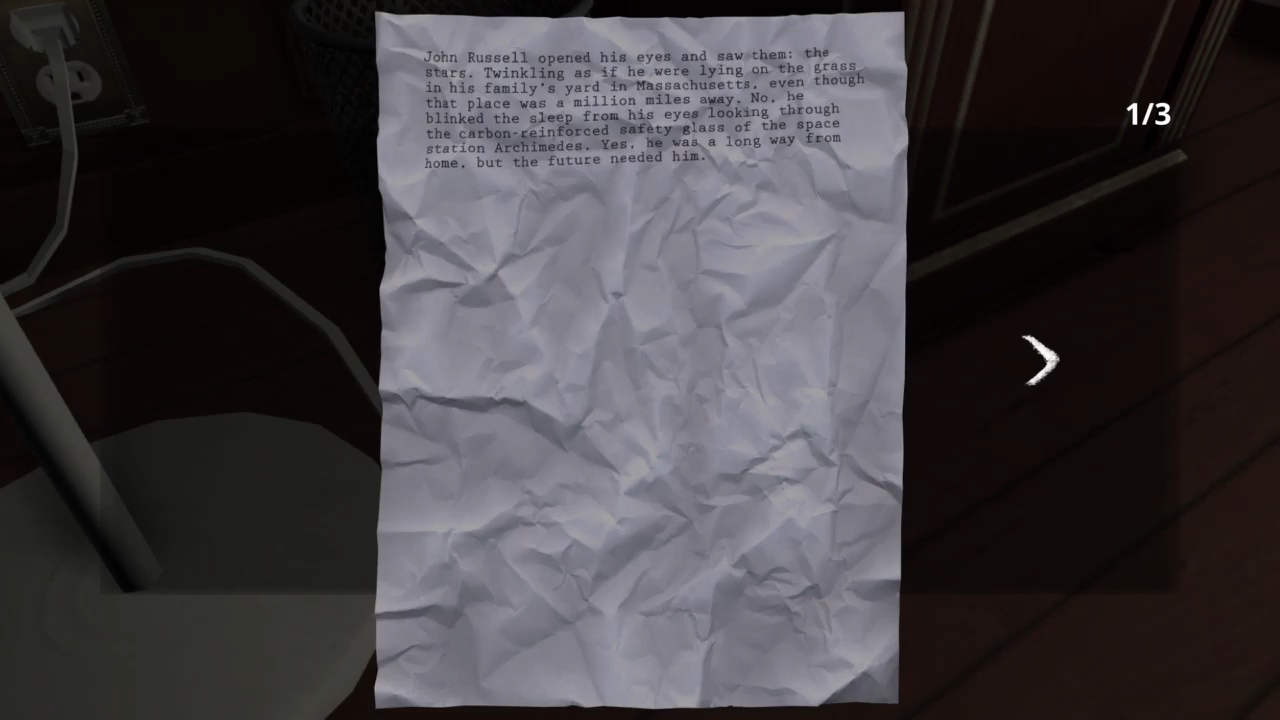 John Russell opened his eyes and saw them: the
stars. Twinkling as if he were lying on the grass
in his family's yard in Massachusetts, even though
that place was a million miles away. No, he
blinked the sleep from his eyes looking through
the carbon-reinforced safety glass of the space
station Archimedes. Yes, he was a long way from
home, but the future needed him.
1/3